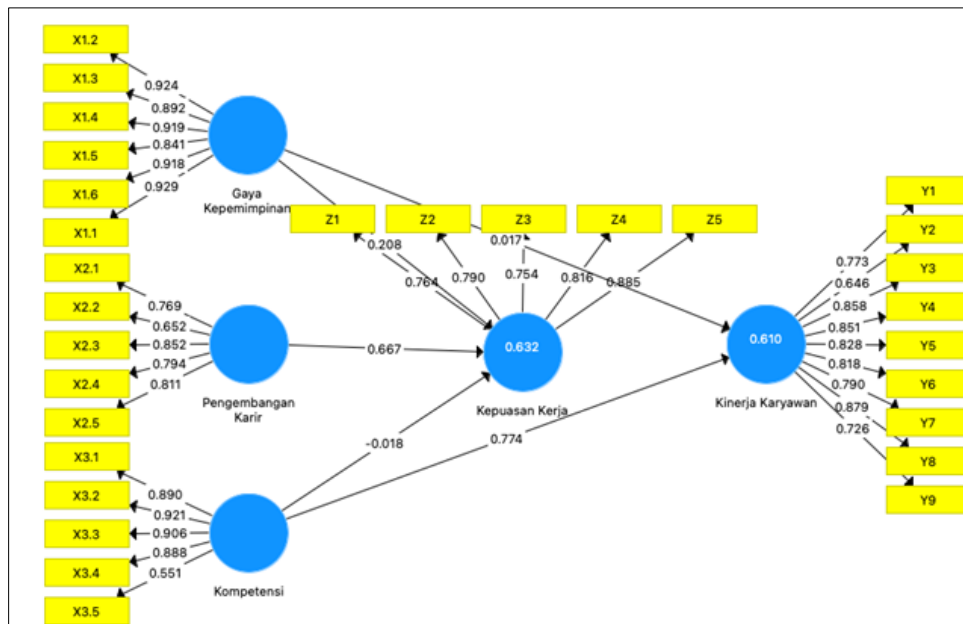 X1.2
X1.3
X1.4
X1.5
X1.6
X1.1
0.924
0.892
0.919
0.841
0.918
0.929
Gaya
Kepemimpinan
X2.1
X2.2
X2.3
X2.4
X2.5
0.769
0.652
0.852
0.794
0.811
Pengembangan
Karir
X3.1
X3.2
X3.3
X3.4
X3.5
0.890
0.921
0.906
0.888
0.551
Kompetensi
Z1
Z2
Z3
Z4
Z5
0.208
0.764
0.790
0.754
0.816
0.885
0.017
0.667
-0.018
0.774
0.632
Kepuasan Kerja
0.610
Kinerja Karyawan
0.773
0.646
0.858
0.851
0.828
0.818
0.790
0.879
0.726
Y1
Y2
Y3
Y4
Y5
Y6
Y7
Y8
Y9